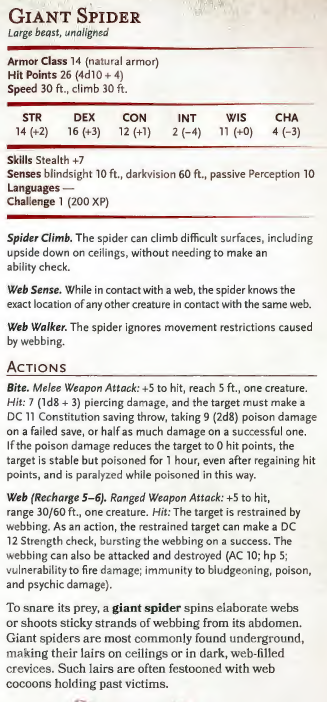 GIANT SPIDER
Large beast, unaligned
Armor Class 14 (natural armor)
Hit Points 26 (4d10 + 4)
Speed 30 ft., climb 30 ft.
STR DEX CON INT WIS CHA
14 (+2) 16 (+3) 12 (+1) 2 (−4) 11 (+0) 4 (−3)
Skills Stealth +7
Senses blindsight 10 ft., darkvision 60 ft., passive Perception 10
Languages —
Challenge 1 (200 XP)
Spider Climb. The spider can climb difficult surfaces, including
upside down on ceilings, without needing to make an
ability check.
Web Sense. While in contact with a web, the spider knows the
exact location of any other creature in contact with the same web.
Web Walker. The spider ignores movement restrictions caused
by webbing.
ACTIONS
Bite. Melee Weapon Attack: +5 to hit, reach 5 ft., one creature.
Hit: 7 (1d8 + 3) piercing damage, and the target must make a
DC 11 Constitution saving throw, taking 9 (2d8) poison damage
on a failed save, or half as much damage on a successful one.
If the poison damage reduces the target to 0 hit points, the
target is stable but poisoned for 1 hour, even after regaining hit
points, and is paralyzed while poisoned in this way.
Web (Recharge 5–6). Ranged Weapon Attack: +5 to hit,
range 30/60 ft., one creature. Hit: The target is restrained by
webbing. As an action, the restrained target can make a DC
12 Strength check, bursting the webbing on a success. The
webbing can also be attacked and destroyed (AC 10; hp 5;
vulnerability to fire damage; immunity to bludgeoning, poison,
and psychic damage).
To snare its prey, a giant spider spins elaborate webs
or shoots sticky strands of webbing from its abdomen.
Giant spiders are most commonly found underground,
making their lairs on ceilings or in dark, web-filled
crevices. Such lairs are often festooned with web
cocoons holding past victims.